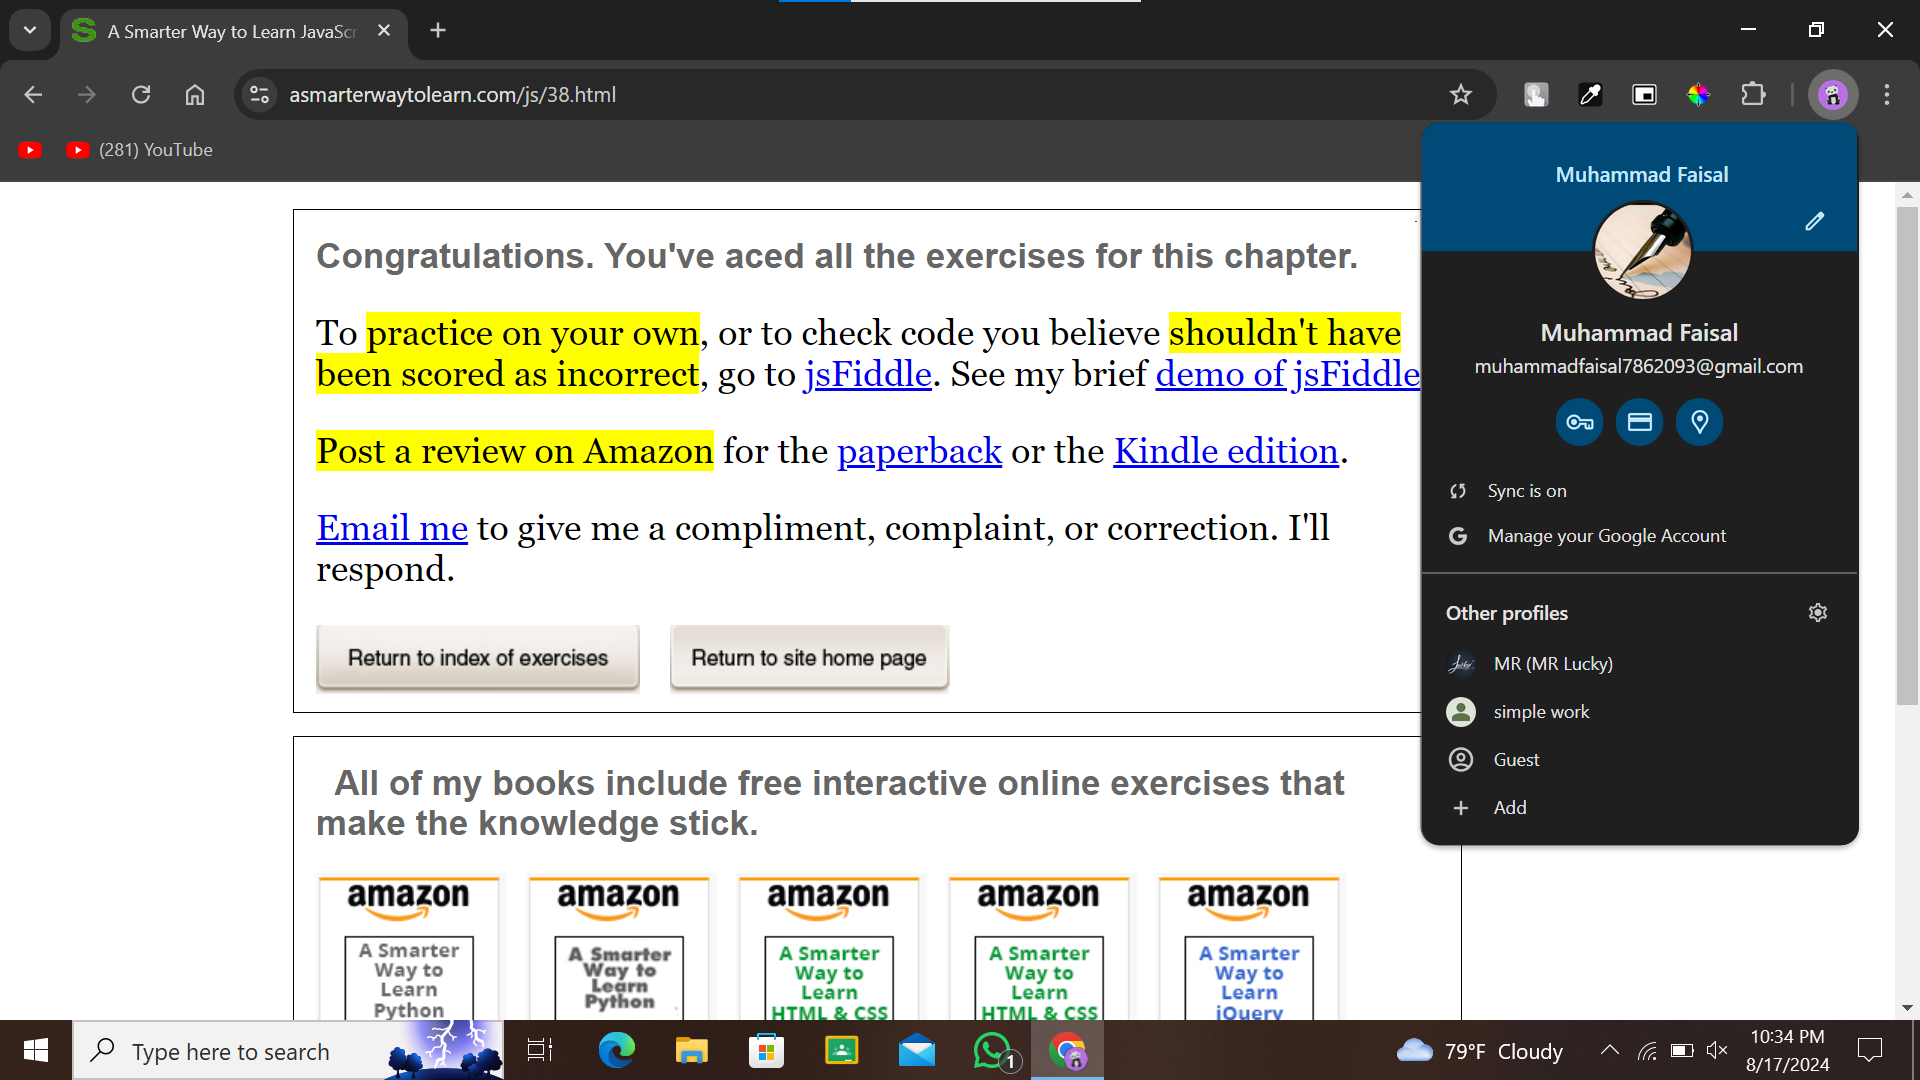 A Smarter Way to Learn JavaScr
asmarterwaytolearn.com/js/38.html
(281) YouTube
Congratulations. You've aced all the exercises for this chapter.
To practice on your own, or to check code you believe shouldn't have
been scored as incorrect, go to jsFiddle. See my brief demo of jsFiddle
Post a review on Amazon for the paperback or the Kindle edition.
Email me to give me a compliment, complaint, or correction. I'll
respond.
Return to index of exercises
Return to site home page
All of my books include free interactive online exercises that
make the knowledge stick.
amazon
A Smarter
Way to
Learn
Python
amazon
A Smarter
Way to
Learn
Python
amazon
A Smarter
Way to
Learn
HTML & CSS
amazon
A Smarter
Way to
Learn
HTML & CSS
amazon
A Smarter
Way to
Learn
jQuery
Muhammad Faisal
Muhammad Faisal
muhammadfaisal7862093@gmail.com
Sync is on
Manage your Google Account
Other profiles
MR (MR Lucky)
simple work
Guest
Add
Type here to search
1
79°F Cloudy
10:34 PM
8/17/2024